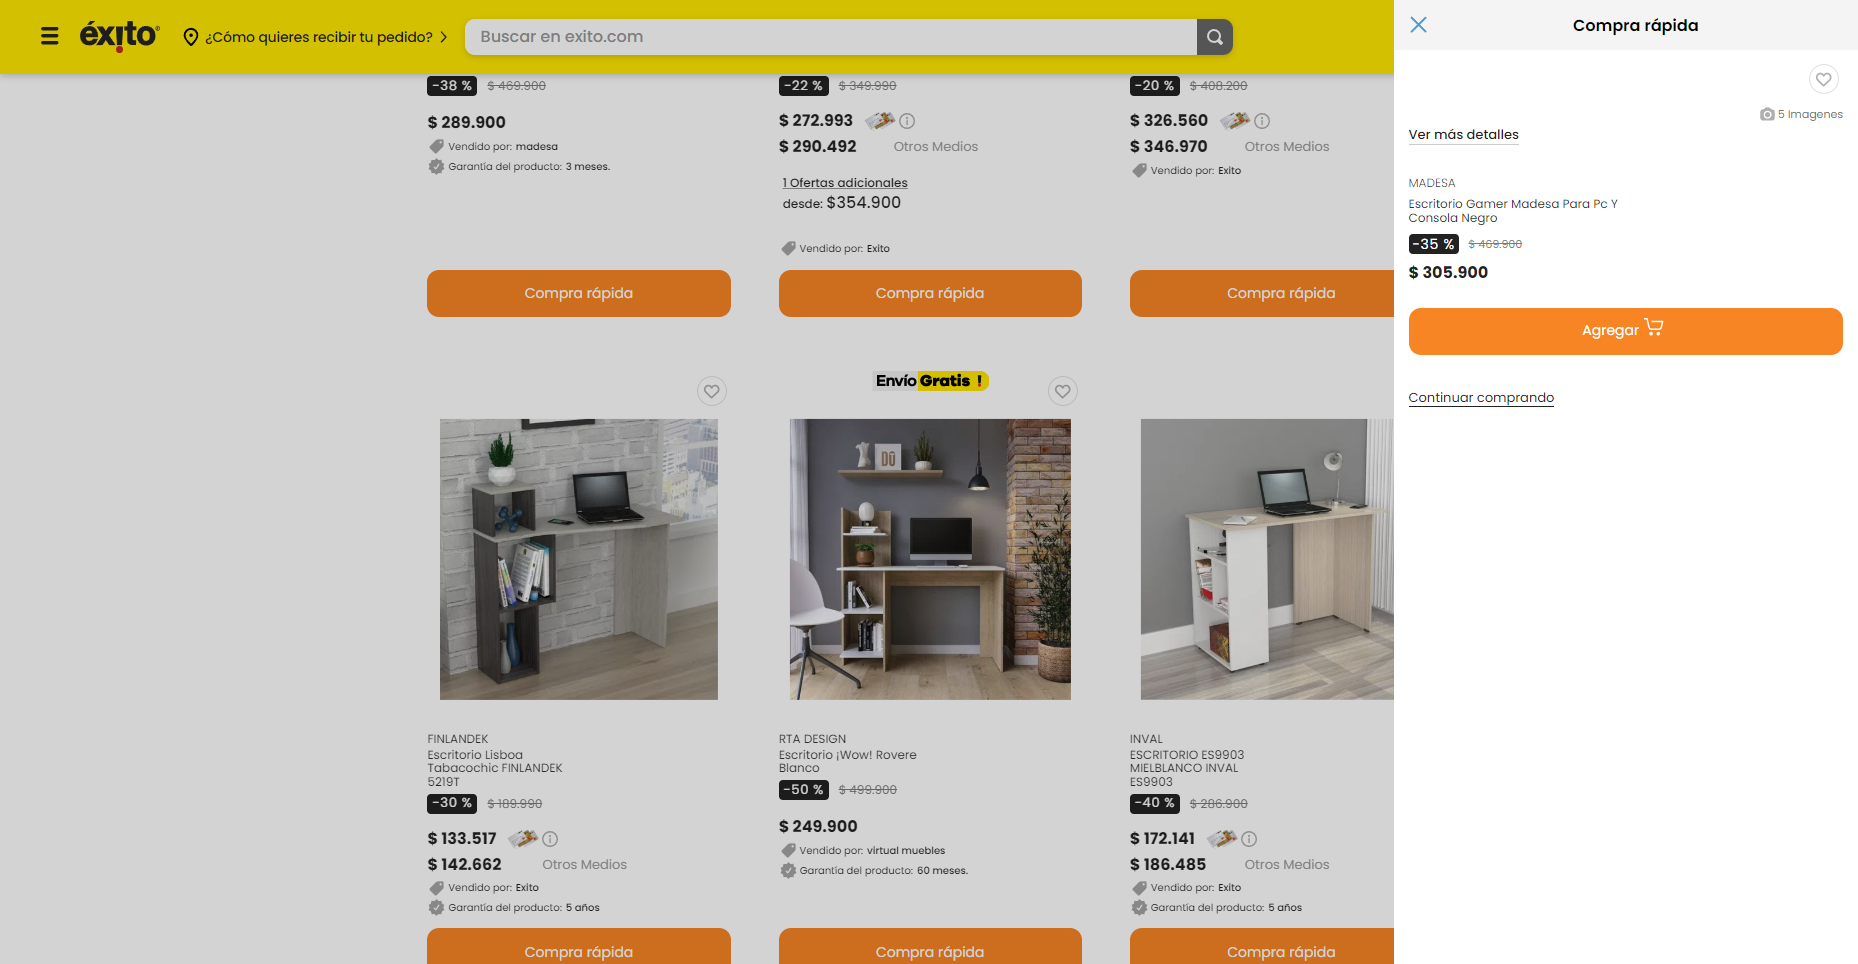 éxito
¿Cómo quieres recibir tu pedido?
Buscar en exito.com
-38 % $ 469.900
$ 289.900
Vendido por: madesa
Garantía del producto: 3 meses.
Compra rápida
-22 % $ 349.990
$ 272.993
$ 290.492 Otros Medios
1 Ofertas adicionales
desde: $354.900
Vendido por: Exito
Compra rápida
-20 % $ 408.200
$ 326.560
$ 346.970 Otros Medios
Vendido por: Exito
Compra rápida
FINLANDEK
Escritorio Lisboa
Tabacochic FINLANDEK
5219T
-30 % $ 189.990
$ 133.517
$ 142.662 Otros Medios
Vendido por: Exito
Garantía del producto: 5 años
Compra rápida
Envío Gratis !
RTA DESIGN
Escritorio ¡Wow! Rovere
Blanco
-50 % $ 499.900
$ 249.900
Vendido por: virtual muebles
Garantía del producto: 60 meses.
Compra rápida
INVAL
ESCRITORIO ES9903
MIELBLANCO INVAL
ES9903
-40 % $ 286.900
$ 172.141
$ 186.485 Otros Medios
Vendido por: Exito
Garantía del producto: 5 años
Compra rápida
Compra rápida
5 Imagenes
Ver más detalles
MADESA
Escritorio Gamer Madesa Para Pc Y
Consola Negro
-35 % $ 469.900
$ 305.900
Agregar
Continuar comprando